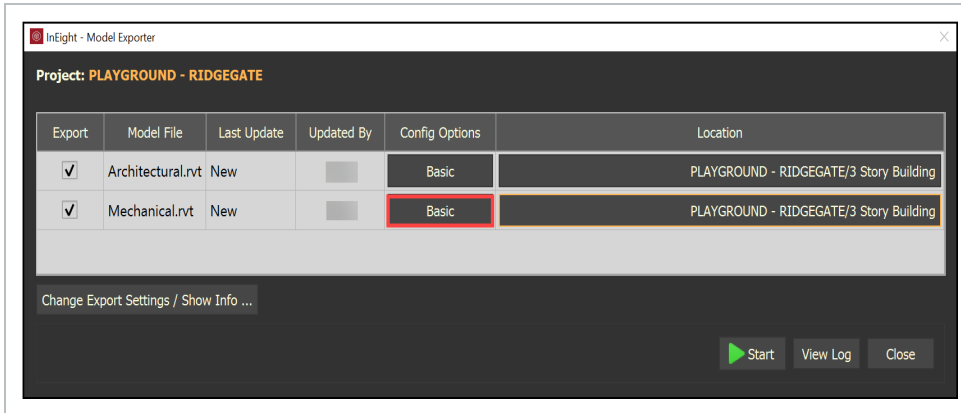 InEight - Model Exporter
Project: PLAYGROUND - RIDGEGATE
Export Model File Last Update Updated By Config Options Location
Architectural.rvt New Basic PLAYGROUND - RIDGEGATE/3 Story Building
Mechanical.rvt New Basic PLAYGROUND - RIDGEGATE/3 Story Building
Change Export Settings / Show Info ...
Start View Log Close